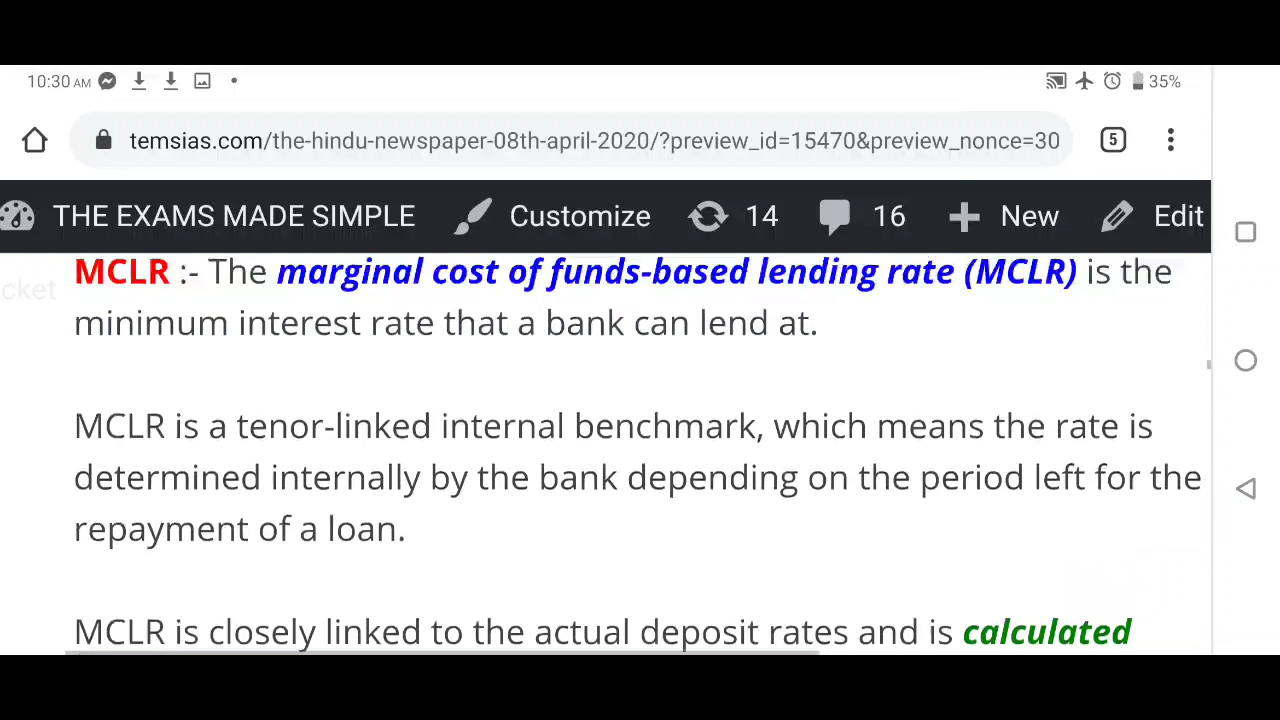 10:30 AM 35%
temsias.com/the-hindu-newspaper-08th-april-2020/?preview_id=15470&preview_nonce=30 5
THE EXAMS MADE SIMPLE Customize 14 16 New Edit
MCLR :- The marginal cost of funds-based lending rate (MCLR) is the
cket
minimum interest rate that a bank can lend at.
MCLR is a tenor-linked internal benchmark, which means the rate is
determined internally by the bank depending on the period left for the
repayment of a loan.
MCLR is closely linked to the actual deposit rates and is calculated